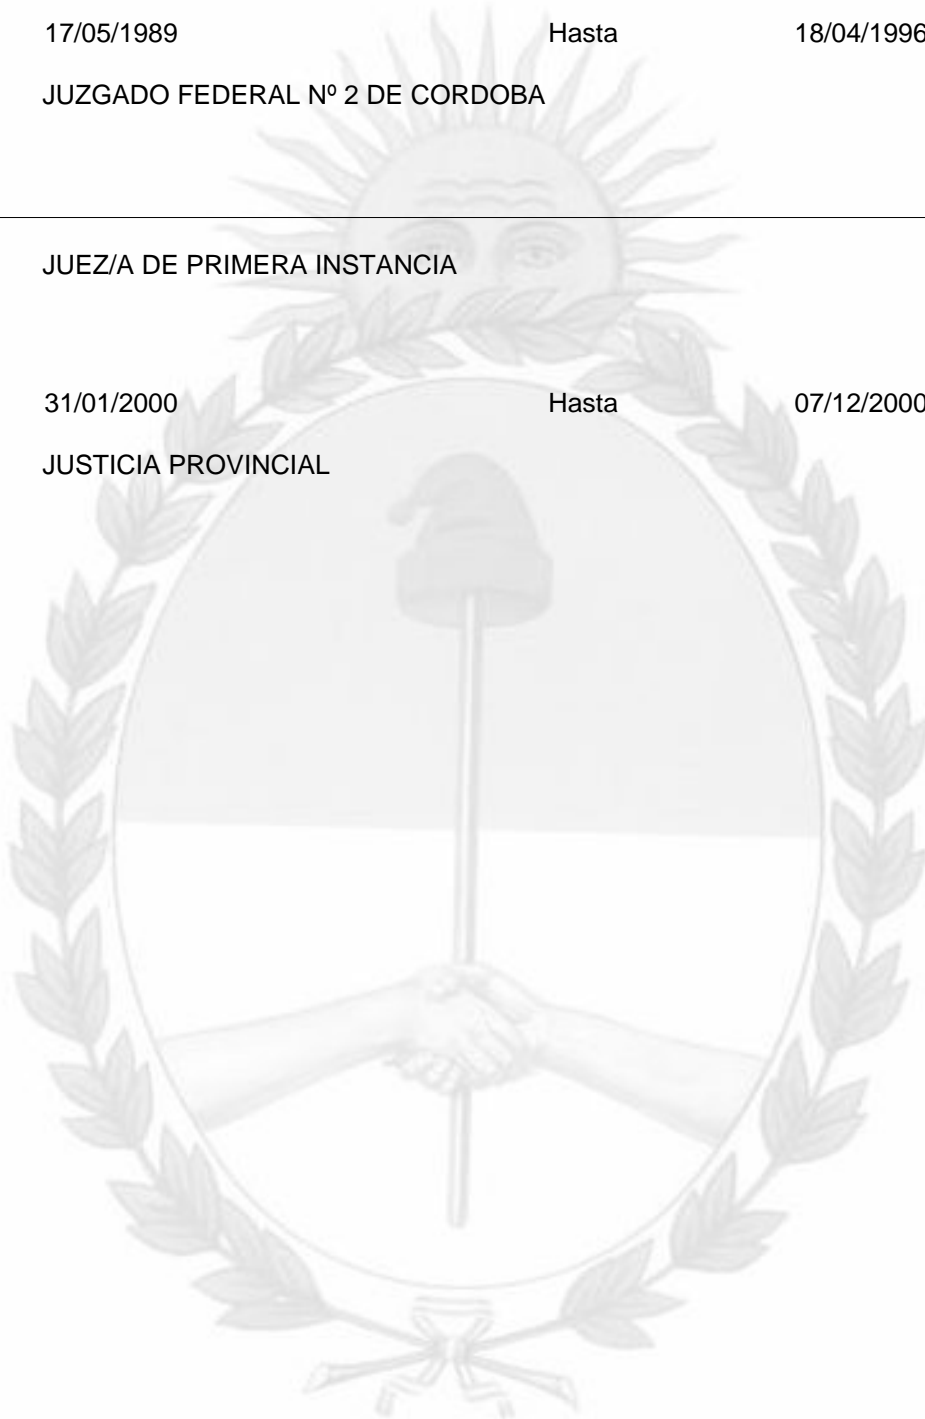 17/05/1989 Hasta 18/04/1996
JUZGADO FEDERAL Nº 2 DE CORDOBA
JUEZ/A DE PRIMERA INSTANCIA
31/01/2000 Hasta 07/12/2000
JUSTICIA PROVINCIAL